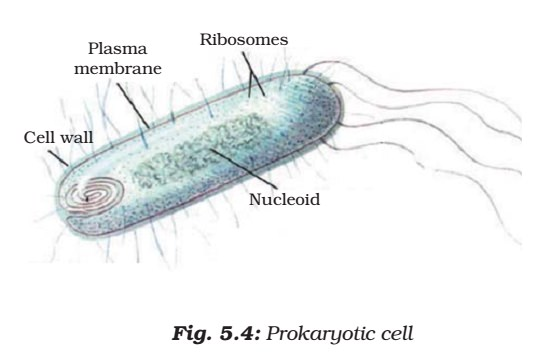 Ribosomes
Plasma
membrane
Cell wall
Nucleoid
Fig. 5.4: Prokaryotic cell